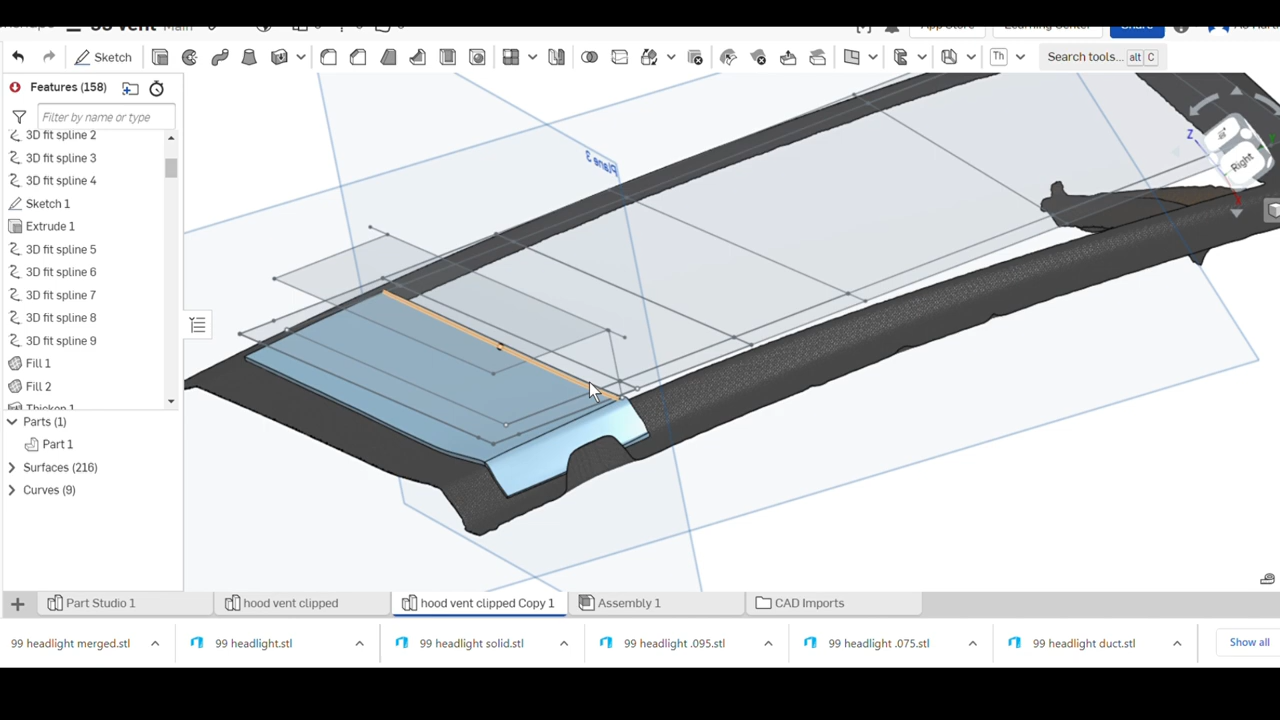 Main
App Store
Learning Center
Share
Sketch
Th
Search tools... alt C
Features (158)
Filter by name or type
3D fit spline 2
3D fit spline 3
3D fit spline 4
Sketch 1
Extrude 1
3D fit spline 5
3D fit spline 6
3D fit spline 7
3D fit spline 8
3D fit spline 9
Fill 1
Fill 2
Thicken 1
Parts (1)
Part 1
Surfaces (216)
Curves (9)
Plane 3
Z
Right
X
Part Studio 1
hood vent clipped
hood vent clipped Copy 1
Assembly 1
CAD Imports
99 headlight merged.stl
99 headlight.stl
99 headlight solid.stl
99 headlight .095.stl
99 headlight .075.stl
99 headlight duct.stl
Show all